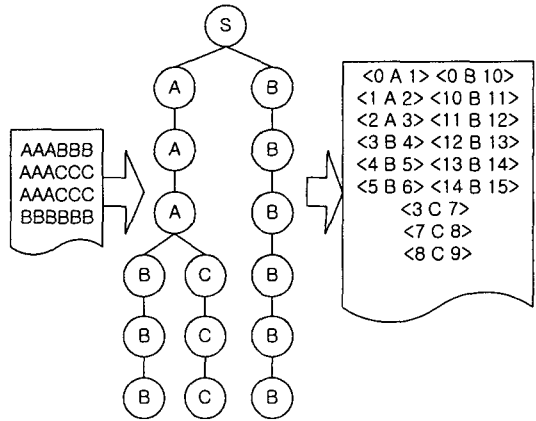 S
A B
A B
A B
B C B
B C B
B C B
AAABBB
AAACCC
AAACCC
BBBBBB
<0 A 1> <0 B 10>
<1 A 2> <10 B 11>
<2 A 3> <11 B 12>
<3 B 4> <12 B 13>
<4 B 5> <13 B 14>
<5 B 6> <14 B 15>
<3 C 7>
<7 C 8>
<8 C 9>